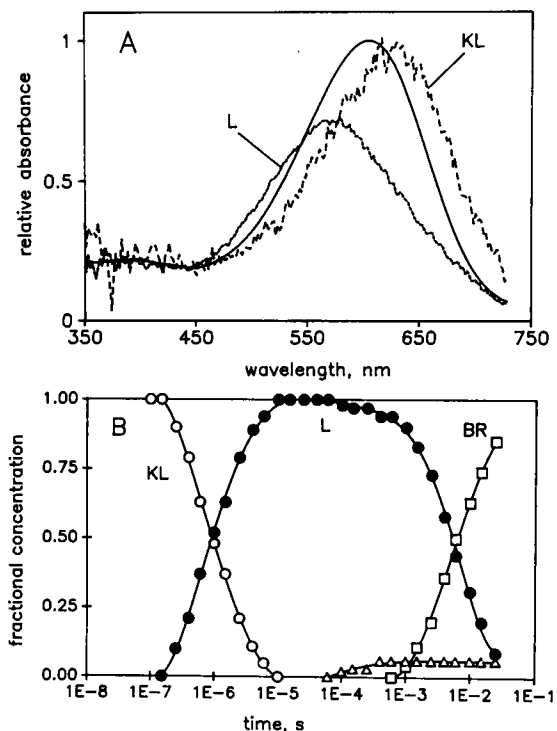 A
KL
L
1
0.5
0
relative absorbance
350 450 550 650 750
wavelength, nm
B
1.00
0.75
0.50
0.25
0.00
fractional concentration
KL
L
BR
1E-8 1E-7 1E-6 1E-5 1E-4 1E-3 1E-2 1E-1
time, s